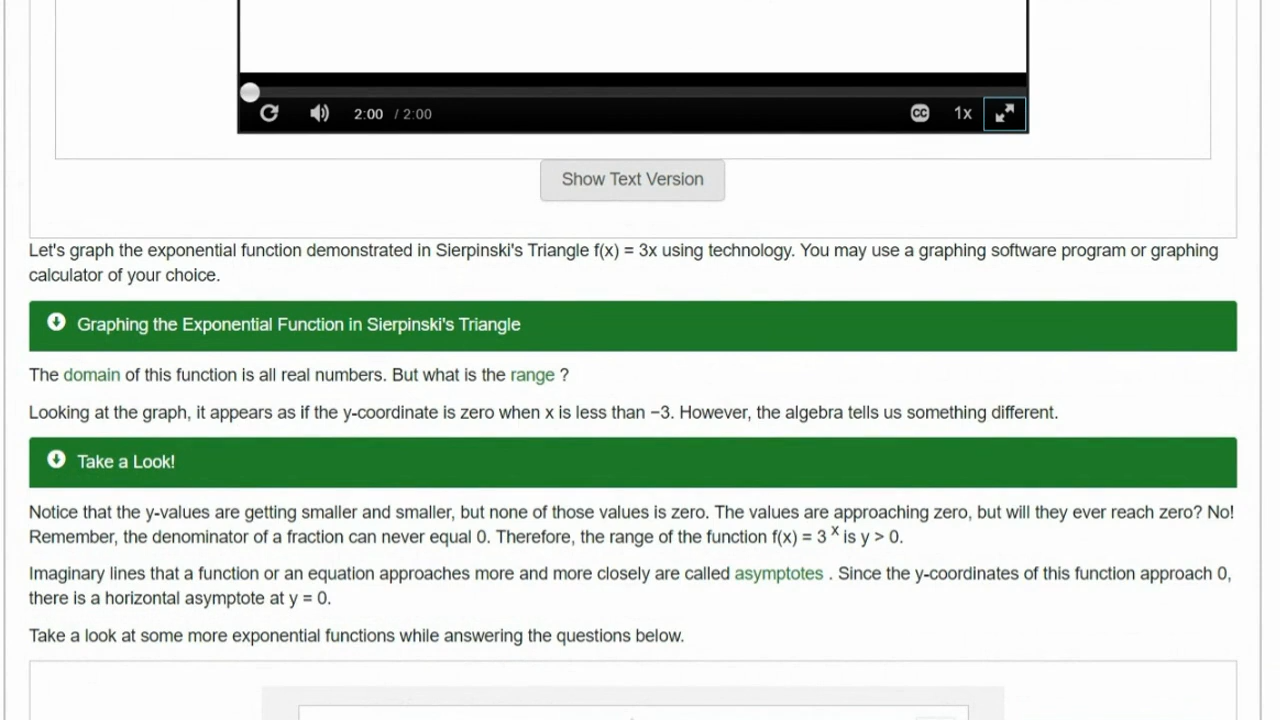 2:00 / 2:00
CC 1x
Show Text Version
Let's graph the exponential function demonstrated in Sierpinski's Triangle f(x) = 3x using technology. You may use a graphing software program or graphing
calculator of your choice.
Graphing the Exponential Function in Sierpinski's Triangle
The domain of this function is all real numbers. But what is the range ?
Looking at the graph, it appears as if the y-coordinate is zero when x is less than −3. However, the algebra tells us something different.
Take a Look!
Notice that the y-values are getting smaller and smaller, but none of those values is zero. The values are approaching zero, but will they ever reach zero? No!
Remember, the denominator of a fraction can never equal 0. Therefore, the range of the function f(x) = 3 ˣ is y > 0.
Imaginary lines that a function or an equation approaches more and more closely are called asymptotes . Since the y-coordinates of this function approach 0,
there is a horizontal asymptote at y = 0.
Take a look at some more exponential functions while answering the questions below.